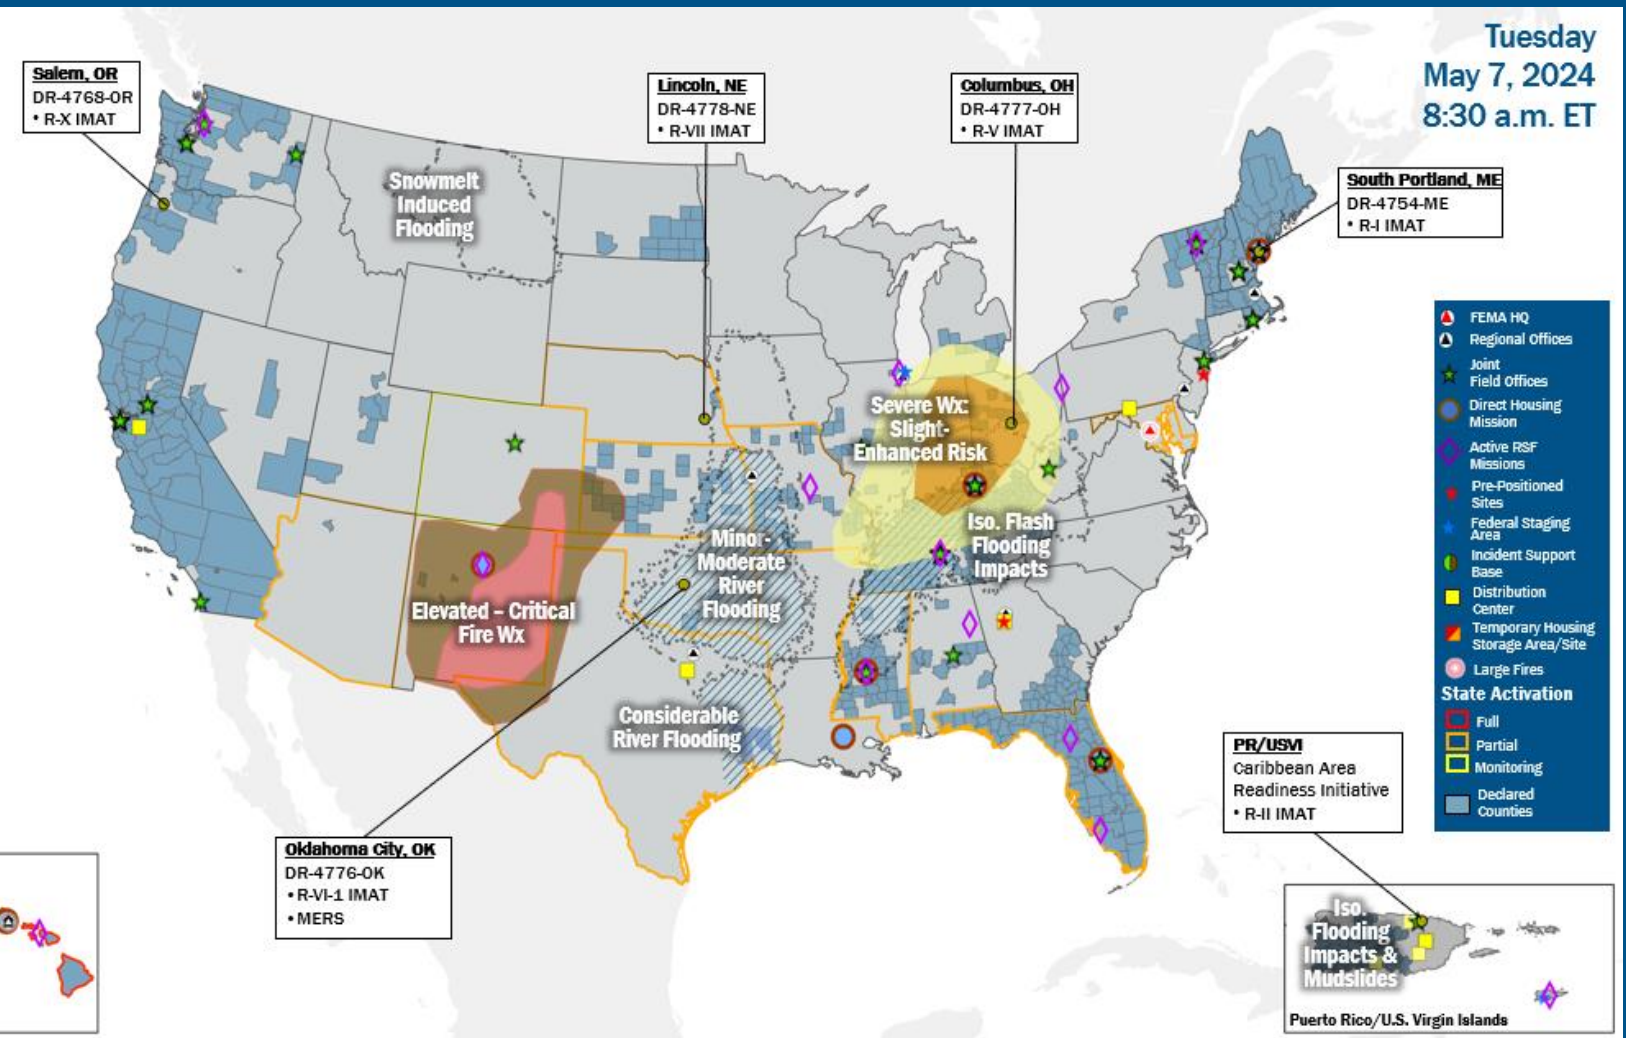 Tuesday
May 7, 2024
8:30 a.m. ET
Salem, OR
DR-4768-OR
• R-X IMAT
Lincoln, NE
DR-4778-NE
• R-VII IMAT
Columbus, OH
DR-4777-OH
• R-V IMAT
South Portland, ME
DR-4754-ME
• R-I IMAT
Snowmelt
Induced
Flooding
Severe Wx:
Slight-
Enhanced Risk
Iso. Flash
Flooding
Impacts
Minor-
Moderate
River
Flooding
Elevated – Critical
Fire Wx
Considerable
River Flooding
Oklahoma City, OK
DR-4776-OK
• R-VI-1 IMAT
• MERS
PR/USVI
Caribbean Area
Readiness Initiative
• R-II IMAT
Iso.
Flooding
Impacts &
Mudslides
Puerto Rico/U.S. Virgin Islands
FEMA HQ
Regional Offices
Joint
Field Offices
Direct Housing
Mission
Active RSF
Missions
Pre-Positioned
Sites
Federal Staging
Area
Incident Support
Base
Distribution
Center
Temporary Housing
Storage Area/Site
Large Fires
State Activation
Full
Partial
Monitoring
Declared
Counties